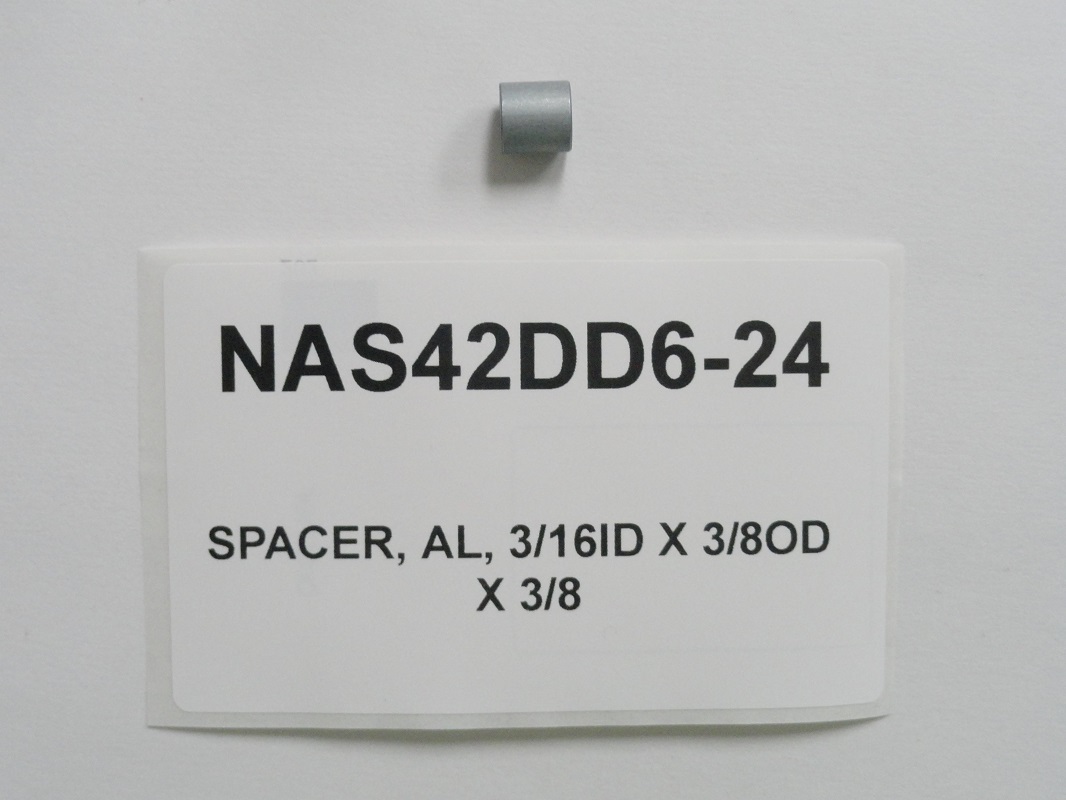 NAS42DD6-24
SPACER, AL, 3/16ID X 3/8OD
X 3/8